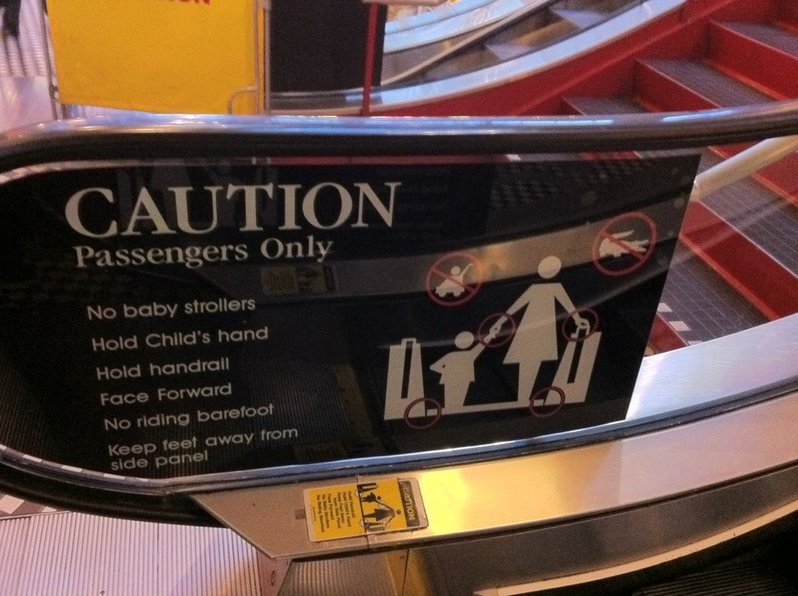 CAUTION
Passengers Only
No baby strollers
Hold Child's hand
Hold handrail
Face Forward
No riding barefoot
Keep feet away from
side panel
CAUTION